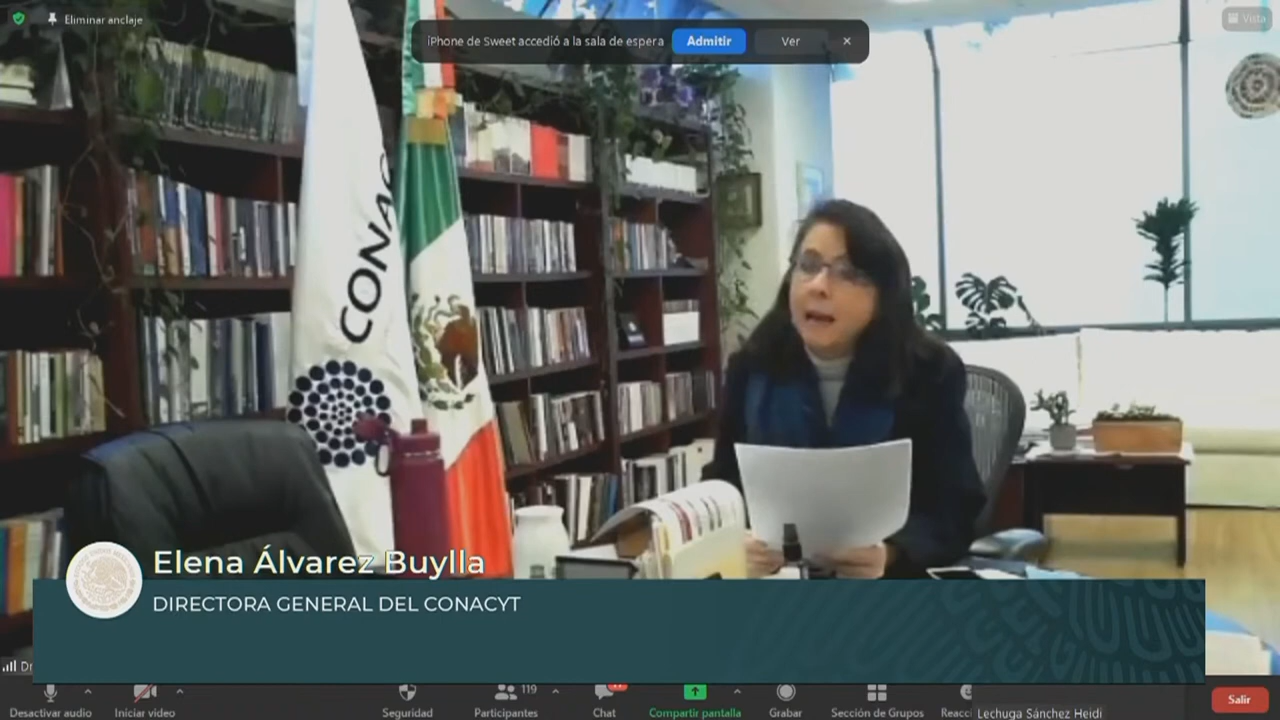 Eliminar anclaje
iPhone de Sweet accedió a la sala de espera
Admitir
Ver
Vista
CONAC
Elena Álvarez Buylla
DIRECTORA GENERAL DEL CONACYT
119
Desactivar audio
Iniciar video
Seguridad
Participantes
Chat
Compartir pantalla
Grabar
Sección de Grupos
Reacci
Lechuga Sánchez Heidi
Salir